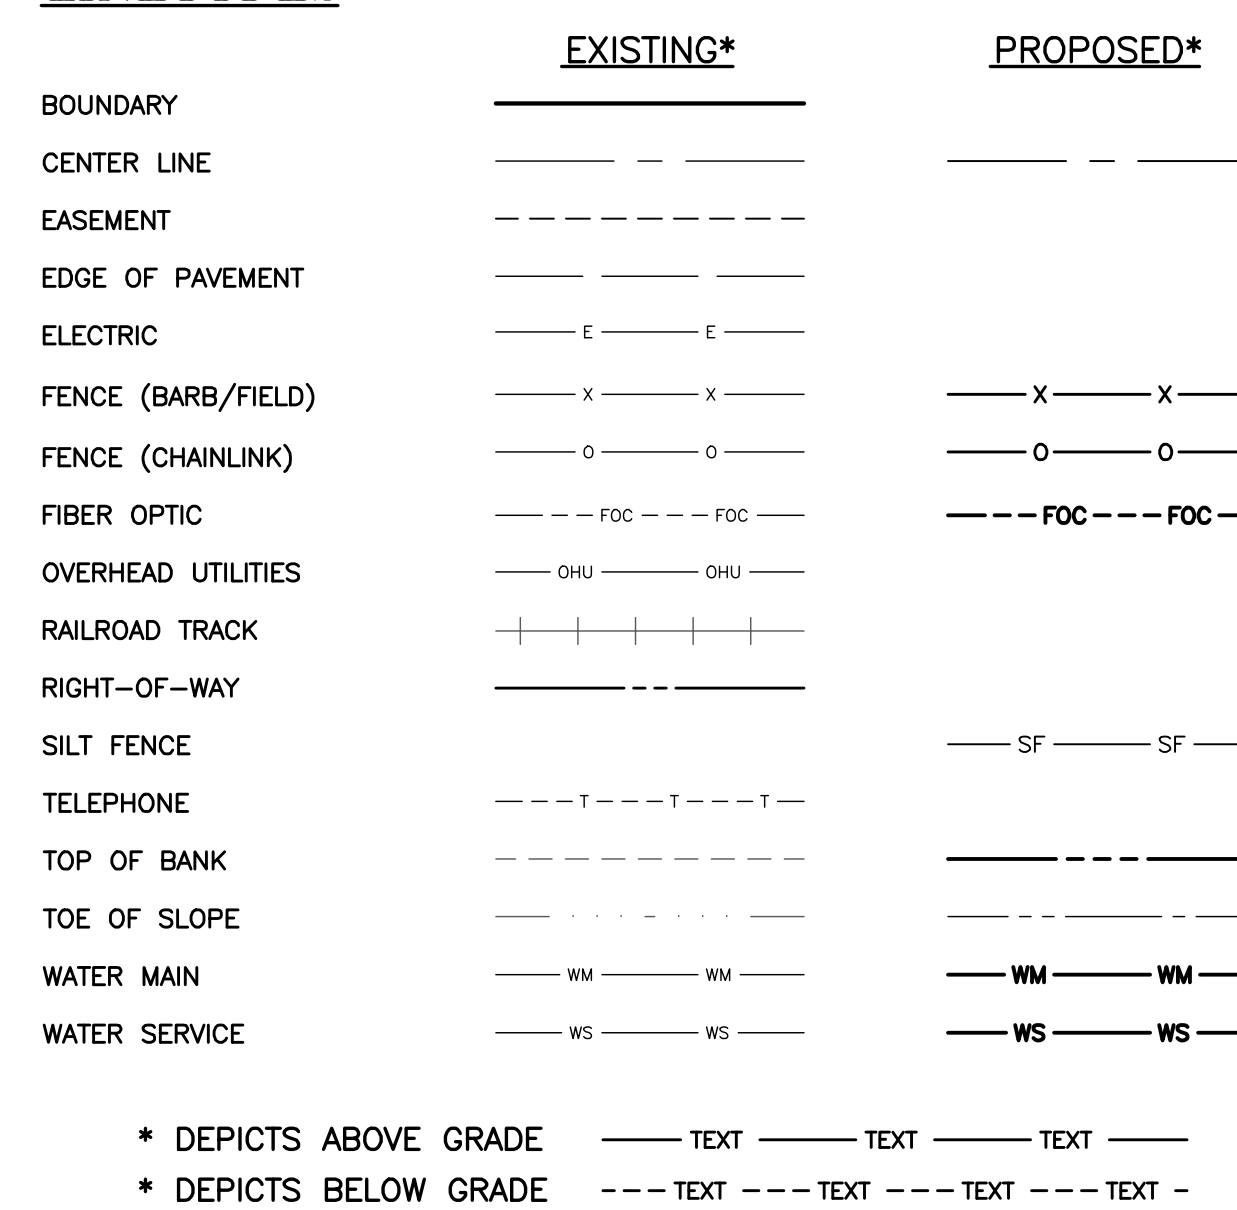 EXISTING* PROPOSED*
BOUNDARY
CENTER LINE
EASEMENT
EDGE OF PAVEMENT
ELECTRIC E E
FENCE (BARB/FIELD) X X X X
FENCE (CHAINLINK) O O O O
FIBER OPTIC FOC FOC FOC FOC
OVERHEAD UTILITIES OHU OHU
RAILROAD TRACK
RIGHT-OF-WAY
SILT FENCE SF SF
TELEPHONE T T T
TOP OF BANK
TOE OF SLOPE
WATER MAIN WM WM WM WM
WATER SERVICE WS WS WS WS
* DEPICTS ABOVE GRADE TEXT TEXT TEXT
* DEPICTS BELOW GRADE TEXT TEXT TEXT TEXT